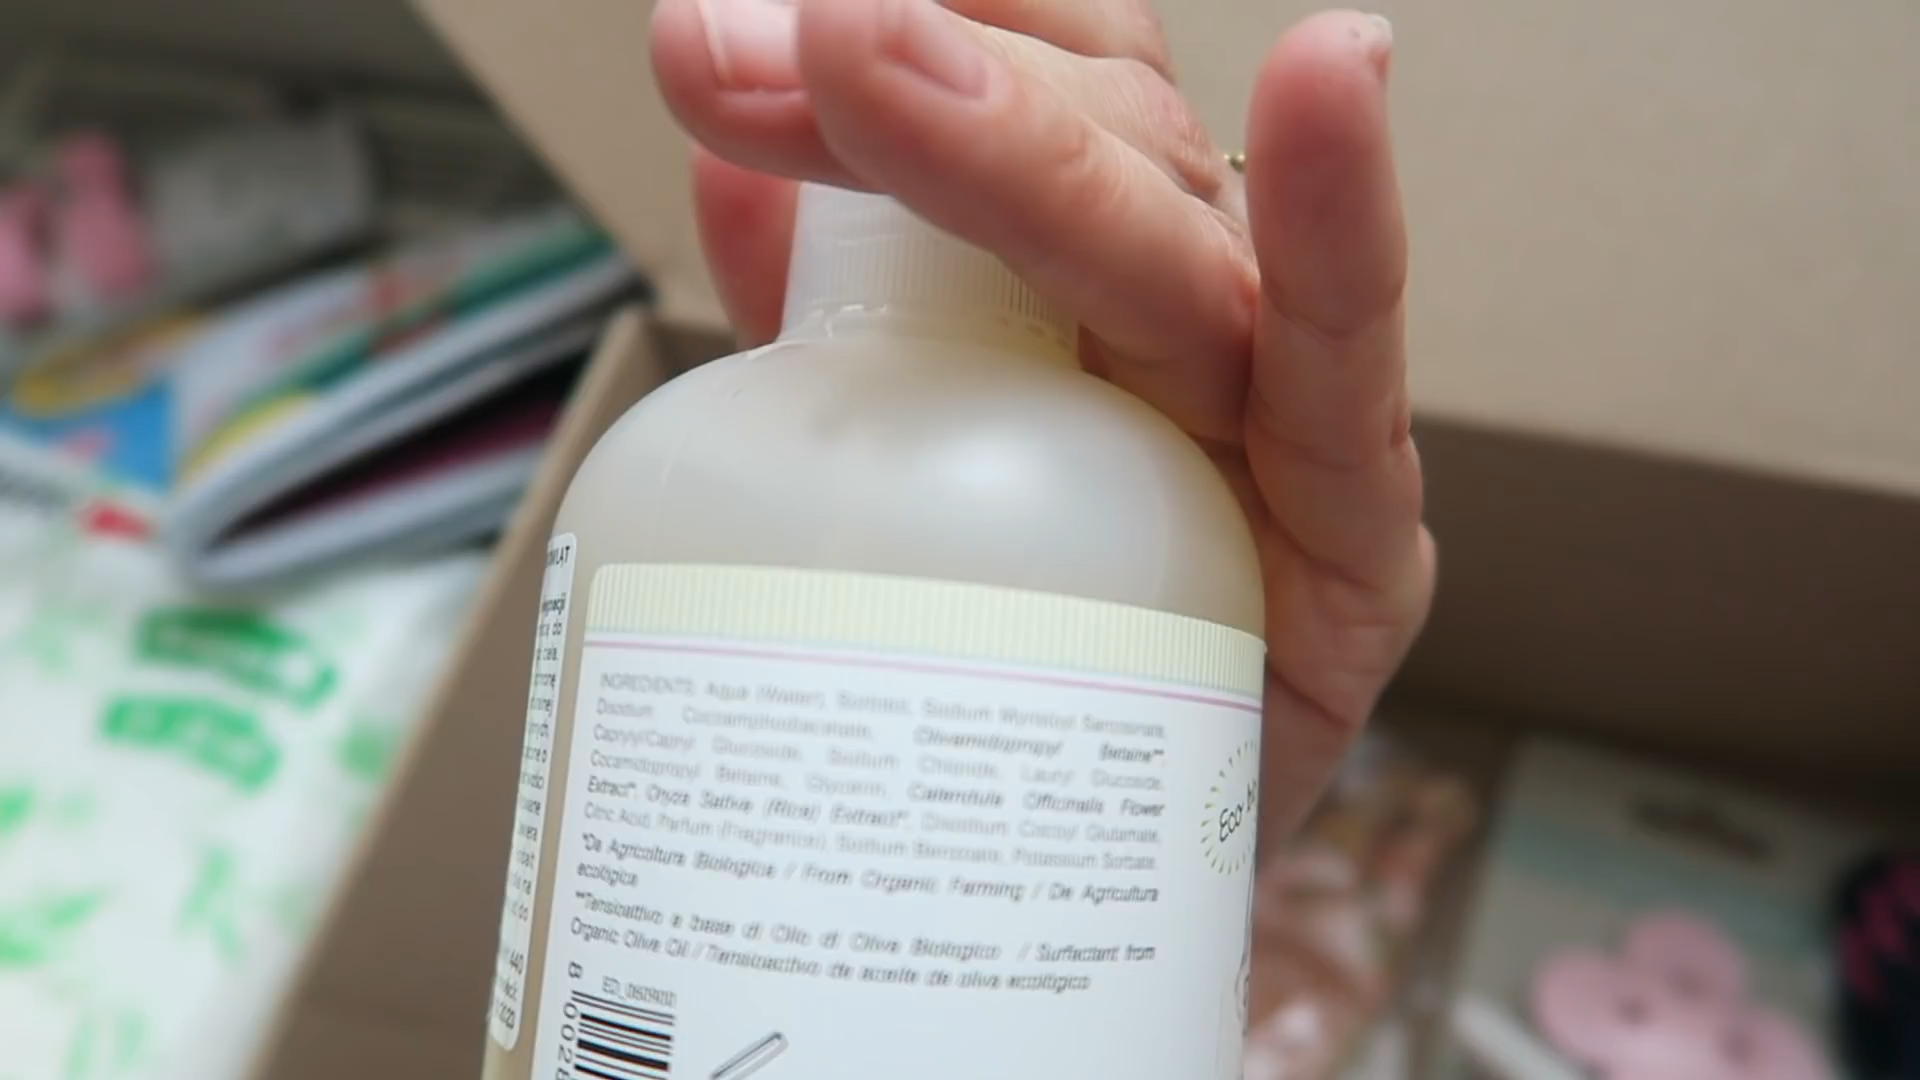 INGREDIENTS: Aqua (Water), Sorbitol, Sodium Myristoyl Sarcosinate,
Disodium Cocoamphodiacetate, Olivamidopropyl Betaine**,
Caprylyl/Capryl Glucoside, Sodium Chloride, Lauryl Glucoside,
Cocamidopropyl Betaine, Glycerin, Calendula Officinalis Flower
Extract*, Oryza Sativa (Rice) Extract*, Disodium Cocoyl Glutamate,
Citric Acid, Parfum (Fragrance), Sodium Benzoate, Potassium Sorbate.
*Da Agricoltura Biologica / From Organic Farming / De Agricultura
ecológica
**Tensioattivo a base di Olio di Oliva Biologico / Surfactant from
Organic Olive Oil / Tensioactivo de aceite de oliva ecológico
8 0028
Eco